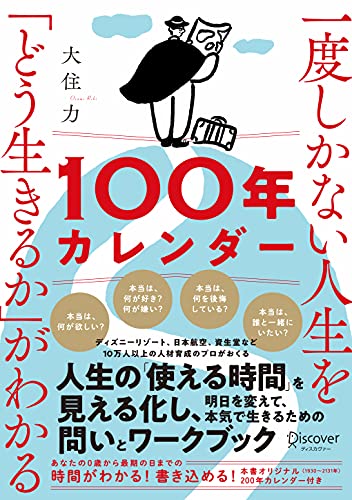 一度しかない人生を
「どう生きるか」がわかる
大住力
Osumi Riki
100年
カレンダー
本当は、
何が欲しい？
本当は、
何が好き？
何が嫌い？
本当は、
何を後悔
している？
本当は、
誰と一緒に
いたい？
ディズニーリゾート、日本航空、資生堂など
10万人以上の人材育成のプロがおくる
人生の「使える時間」を
見える化し、
明日を変えて、
本気で生きるための
問いとワークブック
Discover
ディスカヴァー
あなたの0歳から最期の日までの
時間がわかる！書き込める！
本書オリジナル（1930〜2131年）
200年カレンダー付き